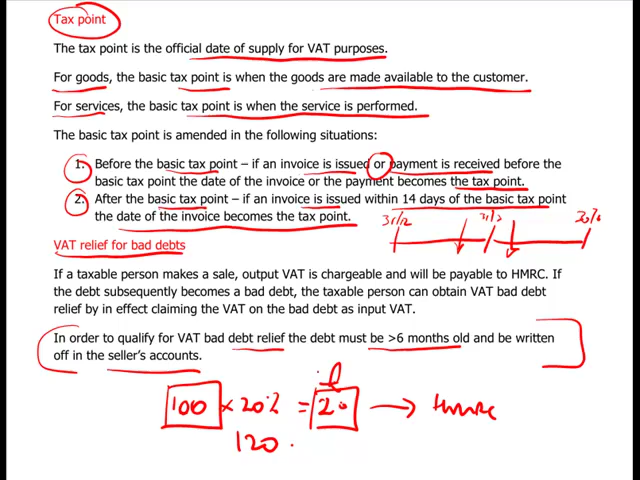 Tax point
The tax point is the official date of supply for VAT purposes.
For goods, the basic tax point is when the goods are made available to the customer.
For services, the basic tax point is when the service is performed.
The basic tax point is amended in the following situations:
1. Before the basic tax point – if an invoice is issued or payment is received before the
basic tax point the date of the invoice or the payment becomes the tax point.
2. After the basic tax point – if an invoice is issued within 14 days of the basic tax point
the date of the invoice becomes the tax point.
31/12 31/3 30/6
VAT relief for bad debts
If a taxable person makes a sale, output VAT is chargeable and will be payable to HMRC. If
the debt subsequently becomes a bad debt, the taxable person can obtain VAT bad debt
relief by in effect claiming the VAT on the bad debt as input VAT.
In order to qualify for VAT bad debt relief the debt must be >6 months old and be written
off in the seller's accounts.
100 × 20% = 20 → HMRC
120